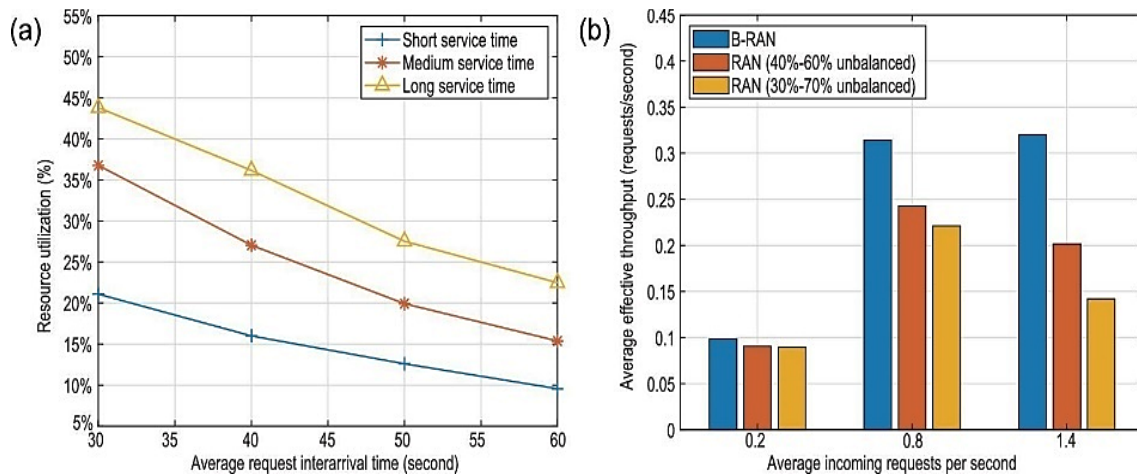 (a)
55%
50%
45%
40%
35%
30%
25%
20%
15%
10%
5%
Resource utilization (%)
Short service time
Medium service time
Long service time
30 35 40 45 50 55 60
Average request interarrival time (second)
(b)
0.45
0.4
0.35
0.3
0.25
0.2
0.15
0.1
0.05
0
Average effective throughput (requests/second)
B-RAN
RAN (40%-60% unbalanced)
RAN (30%-70% unbalanced)
0.2 0.8 1.4
Average incoming requests per second